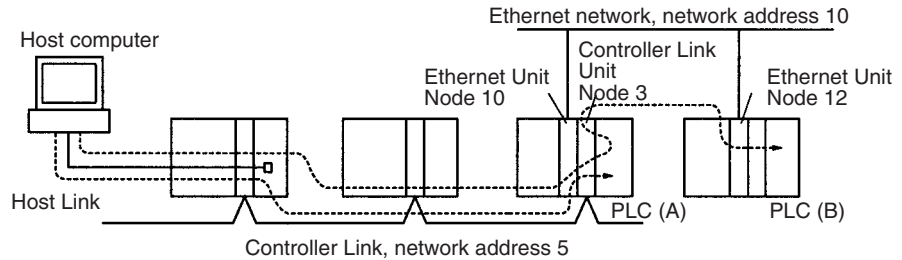 Ethernet network, network address 10
Host computer
Controller Link
Unit
Node 3
Ethernet Unit
Node 10
Ethernet Unit
Node 12
Host Link
PLC (A)
PLC (B)
Controller Link, network address 5